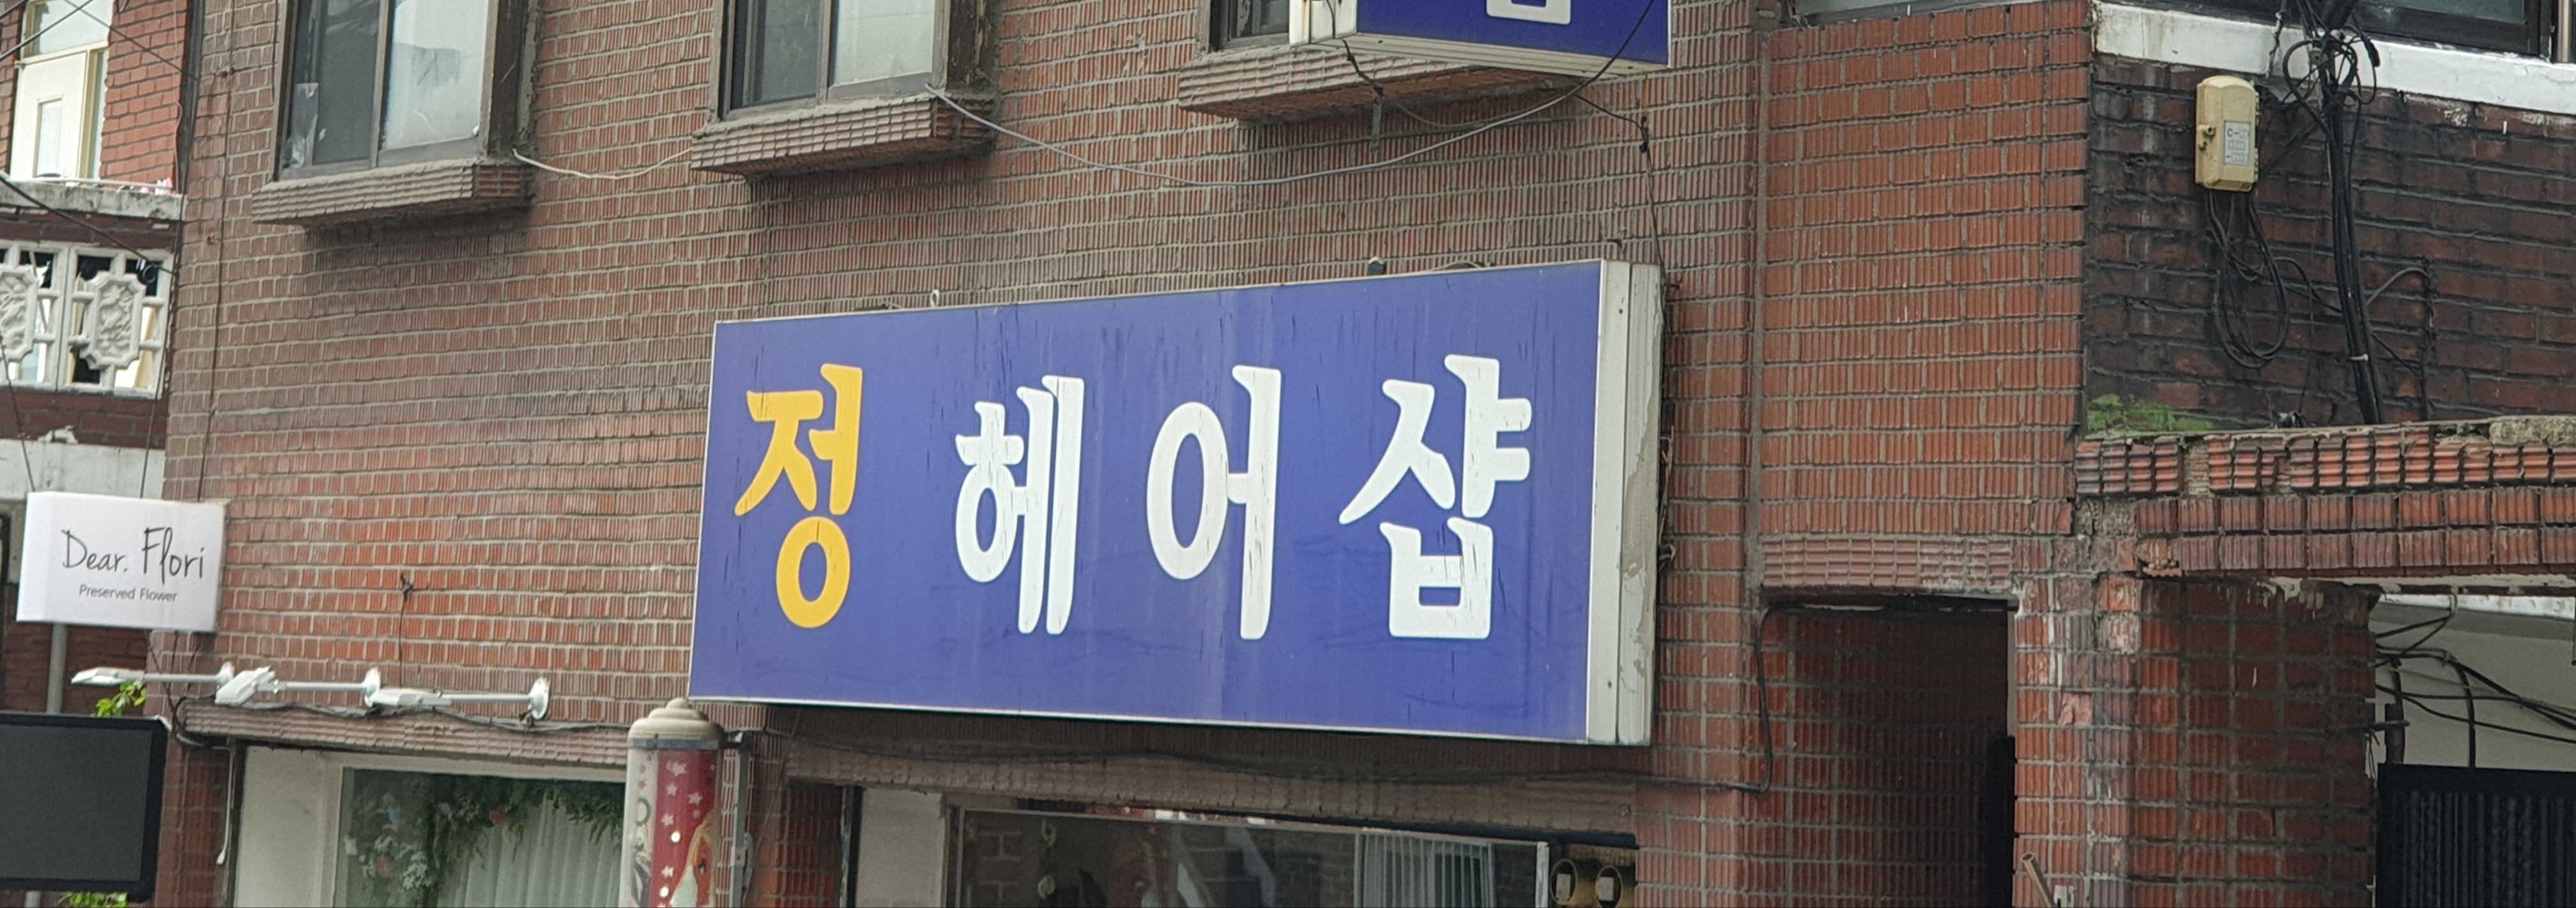 정 헤어샵
Dear. Flori
Preserved Flower